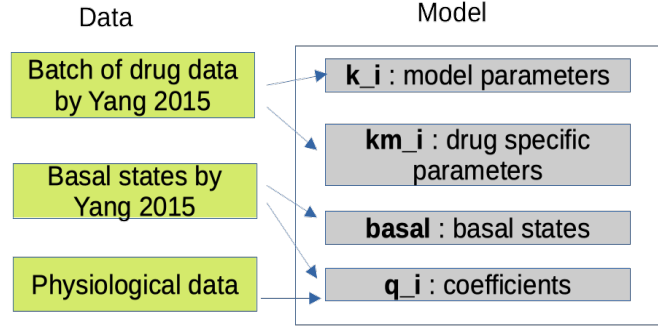 Data
Model
Batch of drug data
by Yang 2015
k_i : model parameters
km_i : drug specific
parameters
Basal states by
Yang 2015
basal : basal states
Physiological data
q_i : coefficients